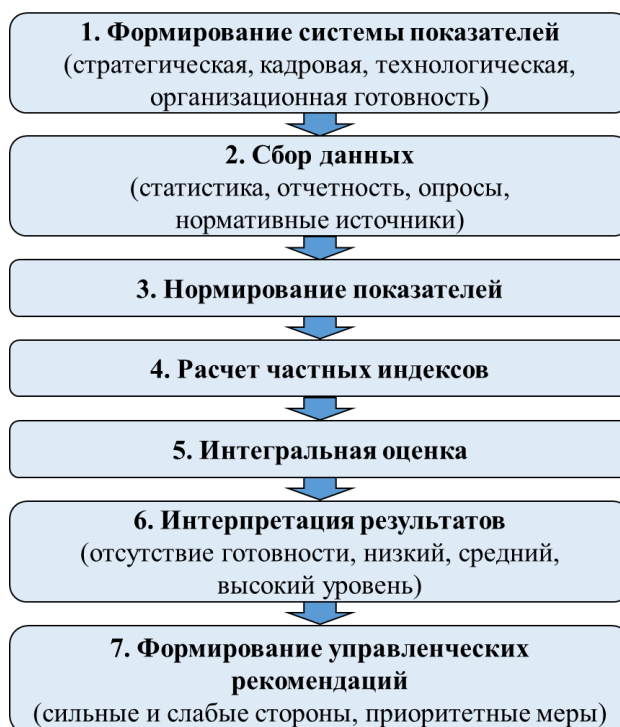 1. Формирование системы показателей
(стратегическая, кадровая, технологическая,
организационная готовность)
2. Сбор данных
(статистика, отчетность, опросы,
нормативные источники)
3. Нормирование показателей
4. Расчет частных индексов
5. Интегральная оценка
6. Интерпретация результатов
(отсутствие готовности, низкий, средний,
высокий уровень)
7. Формирование управленческих
рекомендаций
(сильные и слабые стороны, приоритетные меры)